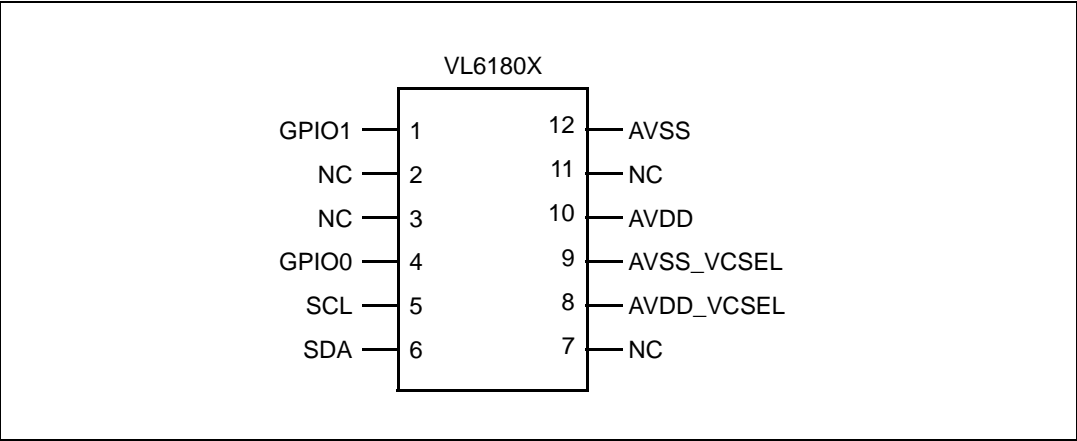 VL6180X
GPIO1 1 12 AVSS
NC 2 11 NC
NC 3 10 AVDD
GPIO0 4 9 AVSS_VCSEL
SCL 5 8 AVDD_VCSEL
SDA 6 7 NC